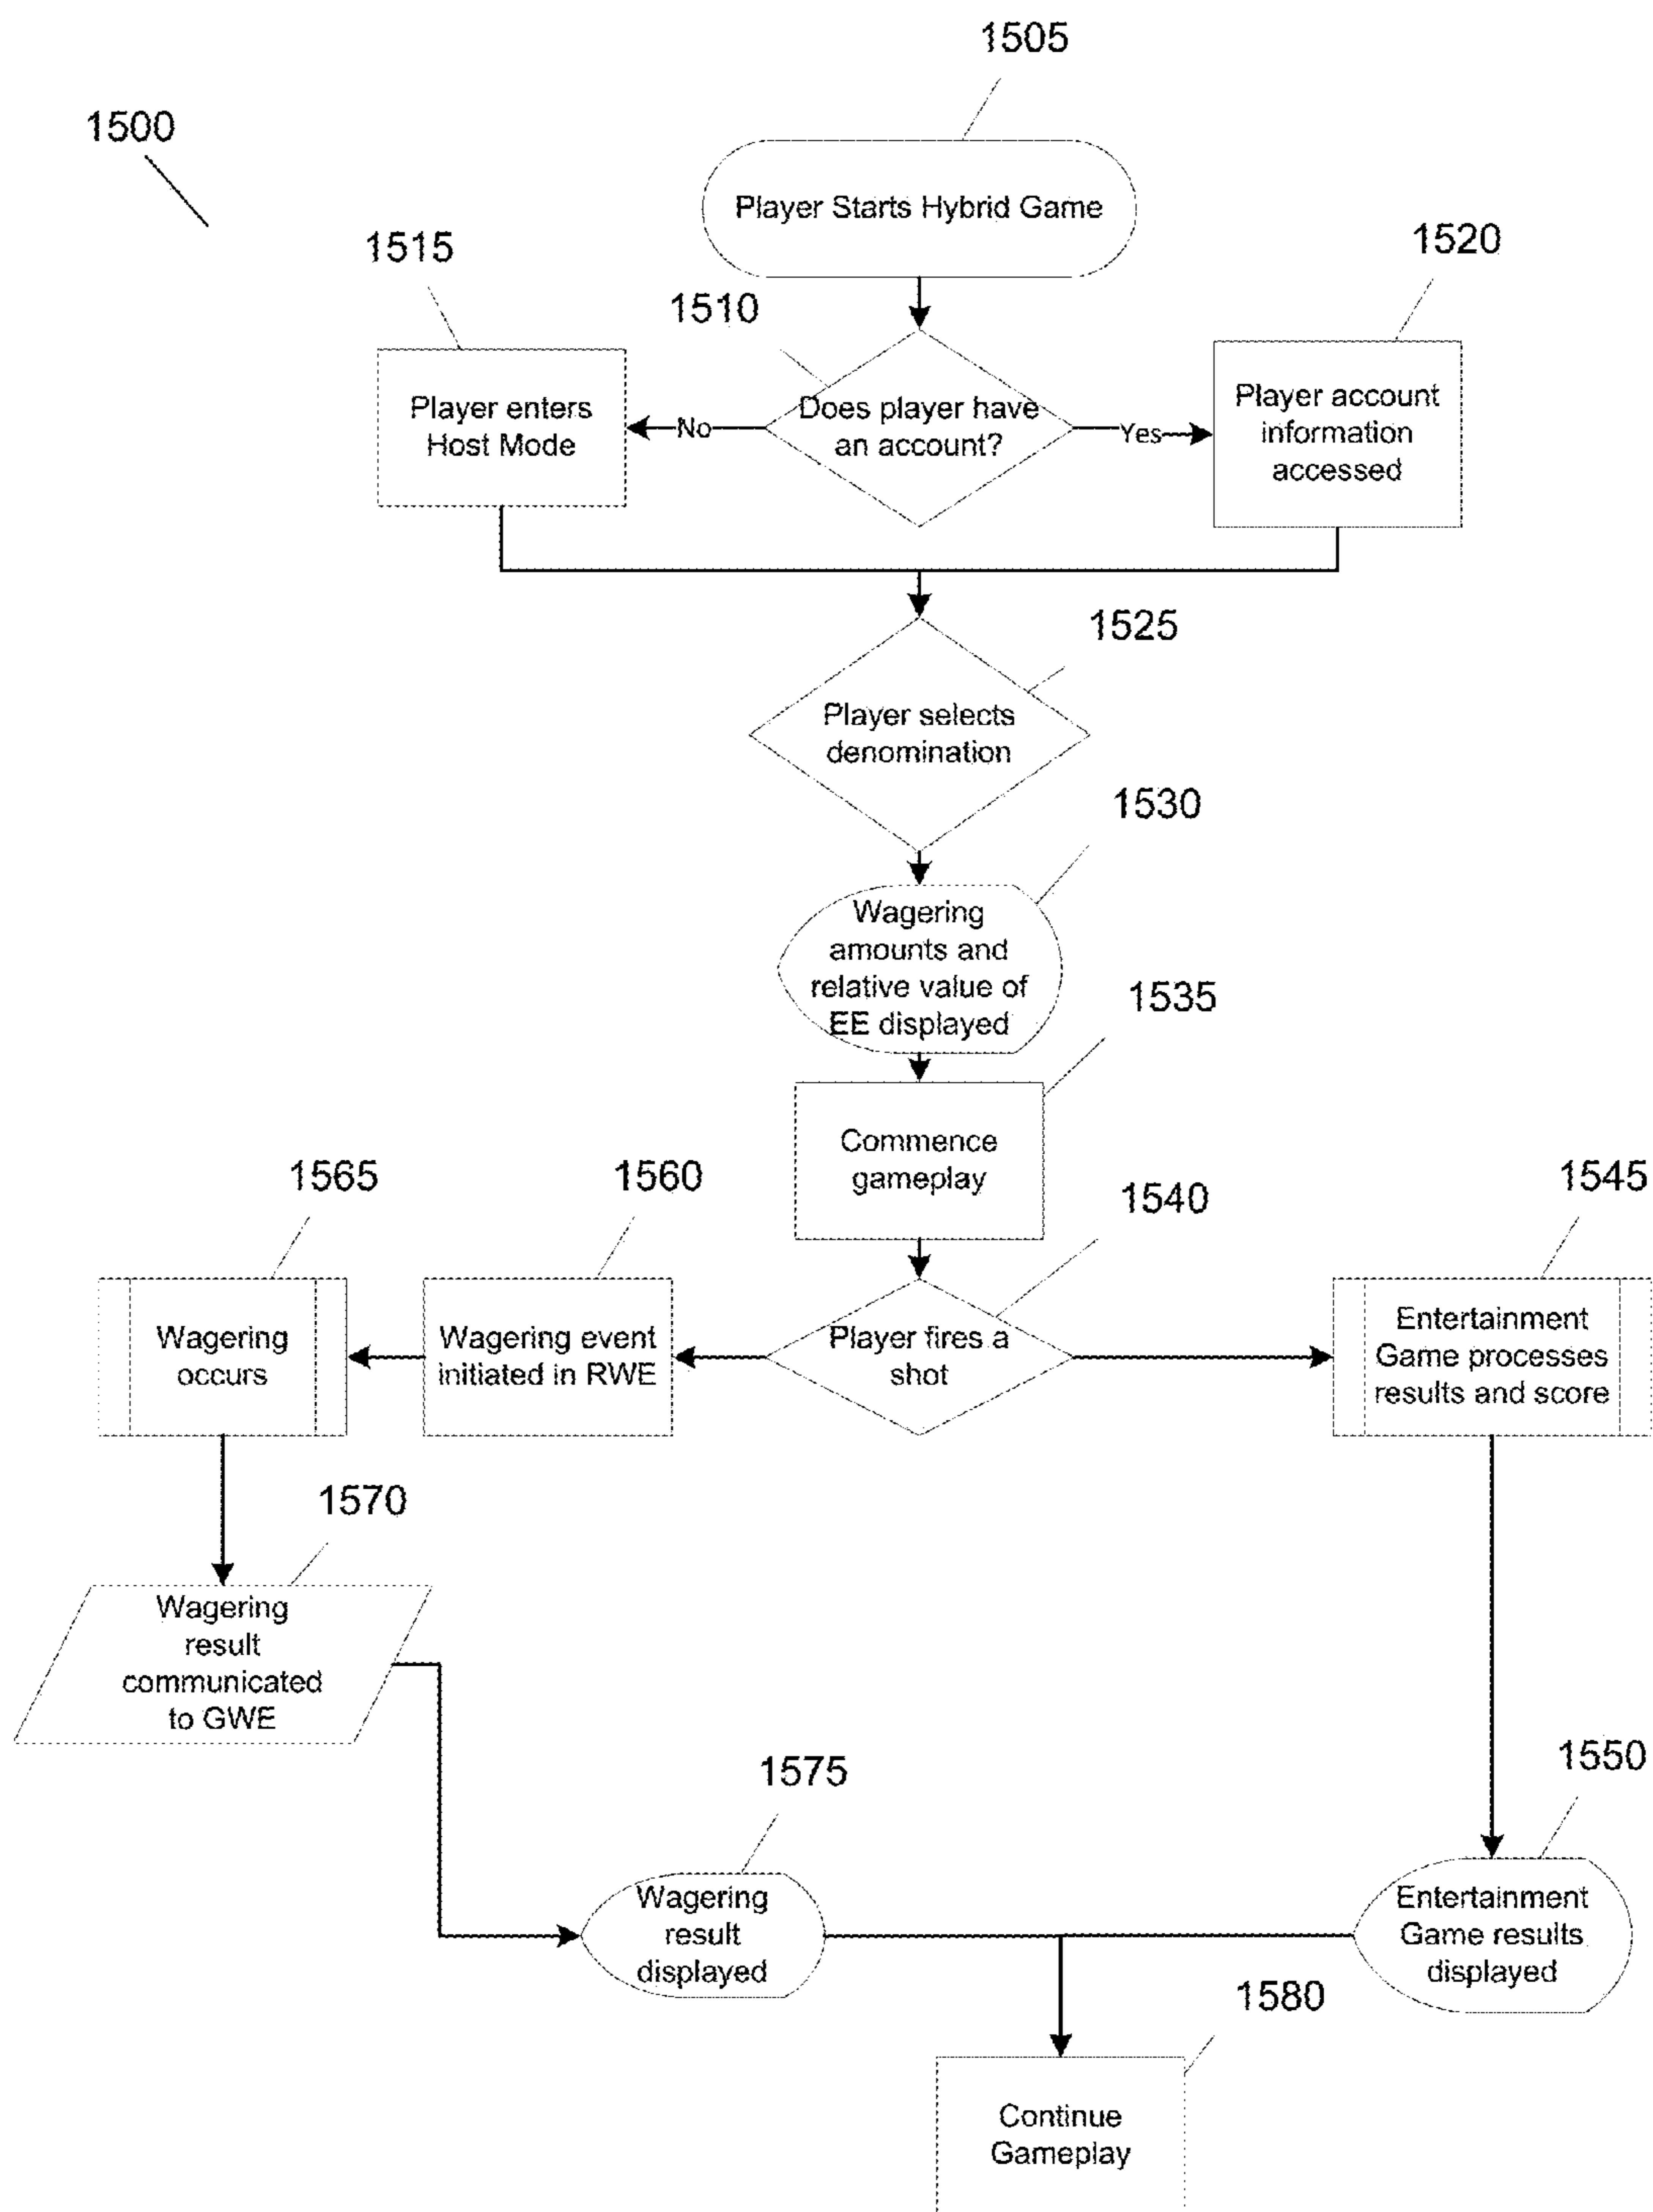 1505
1500
Player Starts Hybrid Game
1515
1520
1510
Player enters
Host Mode
No
Does player have
an account?
Yes
Player account
information
accessed
1525
Player selects
denomination
1530
Wagering
amounts and
relative value of
EE displayed
1535
Commence
gameplay
1565
1560
1540
1545
Wagering
occurs
Wagering event
initiated in RWE
Player fires a
shot
Entertainment
Game processes
results and score
1570
Wagering
result
communicated
to GWE
1575
1550
Wagering
result
displayed
Entertainment
Game results
displayed
1580
Continue
Gameplay